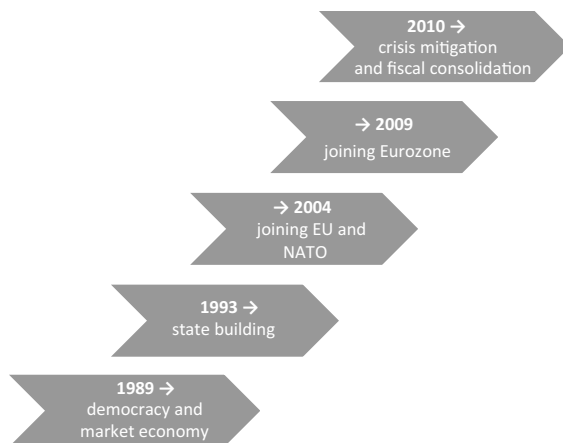 2010 →
crisis mitigation
and fiscal consolidation
→ 2009
joining Eurozone
→ 2004
joining EU and
NATO
1993 →
state building
1989 →
democracy and
market economy